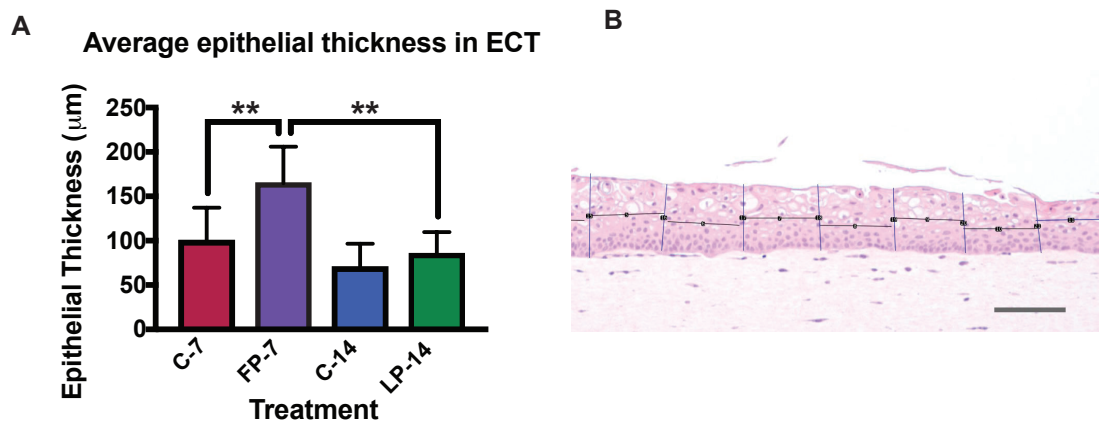 A
Average epithelial thickness in ECT
Epithelial Thickness (μm)
250
200
150
100
50
0
**
**
C-7
FP-7
C-14
LP-14
Treatment
B